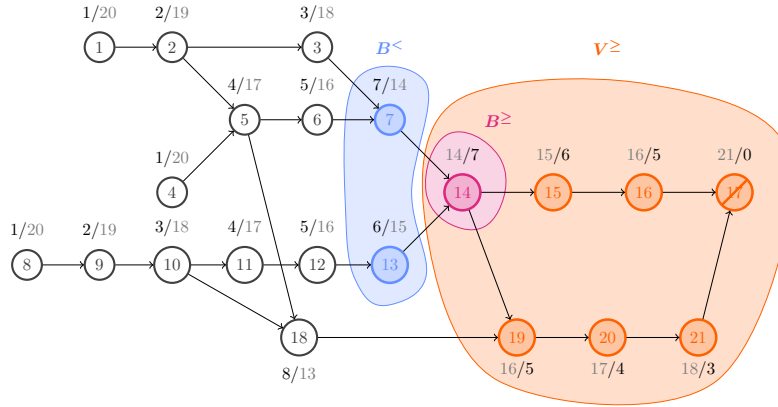 1/20 2/19 3/18
B< V≥
1 2 3
4/17 5/16 7/14
5 6 7
B≥
1/20 14/7 15/6 16/5 21/0
4 14 15 16 17
1/20 2/19 3/18 4/17 5/16 6/15
8 9 10 11 12 13
18 19 20 21
8/13 16/5 17/4 18/3